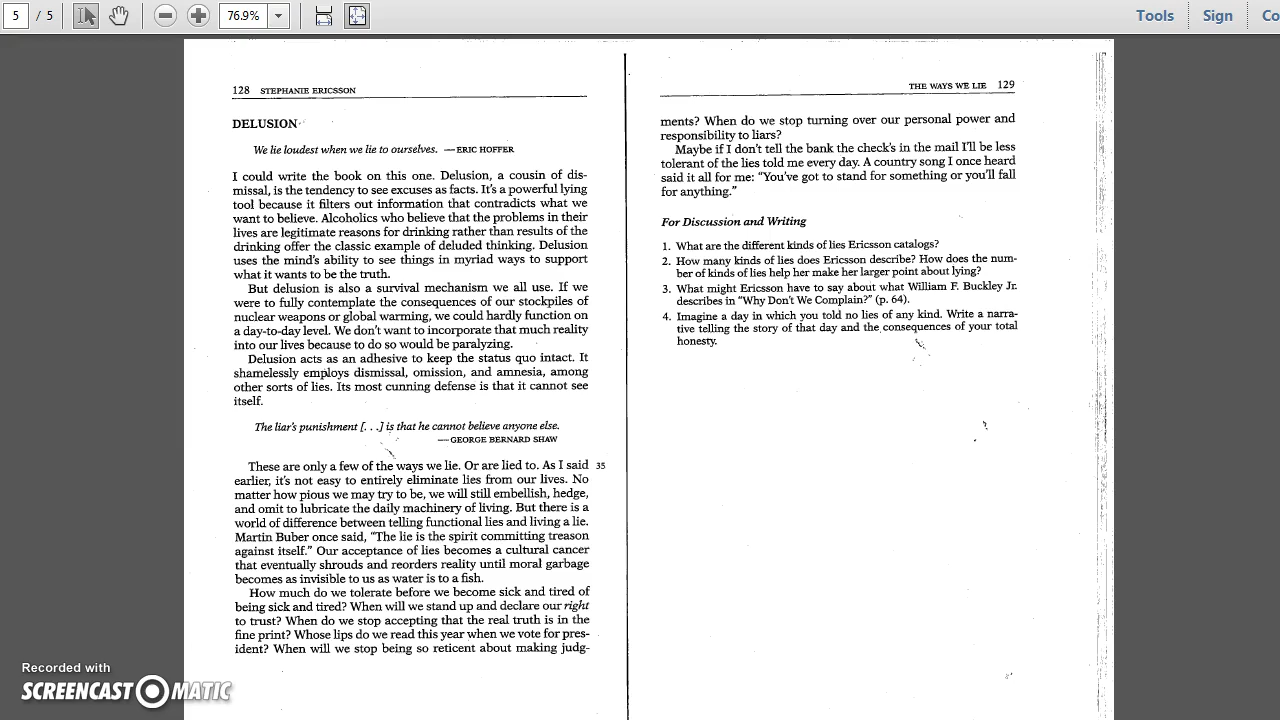 5 / 5
76.9%
Tools
Sign
Co
128 STEPHANIE ERICSSON
DELUSION
We lie loudest when we lie to ourselves. —ERIC HOFFER
I could write the book on this one. Delusion, a cousin of dis-
missal, is the tendency to see excuses as facts. It's a powerful lying
tool because it filters out information that contradicts what we
want to believe. Alcoholics who believe that the problems in their
lives are legitimate reasons for drinking rather than results of the
drinking offer the classic example of deluded thinking. Delusion
uses the mind's ability to see things in myriad ways to support
what it wants to be the truth.
But delusion is also a survival mechanism we all use. If we
were to fully contemplate the consequences of our stockpiles of
nuclear weapons or global warming, we could hardly function on
a day-to-day level. We don't want to incorporate that much reality
into our lives because to do so would be paralyzing.
Delusion acts as an adhesive to keep the status quo intact. It
shamelessly employs dismissal, omission, and amnesia, among
other sorts of lies. Its most cunning defense is that it cannot see
itself.
The liar's punishment [. . .] is that he cannot believe anyone else.
—GEORGE BERNARD SHAW
These are only a few of the ways we lie. Or are lied to. As I said 35
earlier, it's not easy to entirely eliminate lies from our lives. No
matter how pious we may try to be, we will still embellish, hedge,
and omit to lubricate the daily machinery of living. But there is a
world of difference between telling functional lies and living a lie.
Martin Buber once said, "The lie is the spirit committing treason
against itself." Our acceptance of lies becomes a cultural cancer
that eventually shrouds and reorders reality until moral garbage
becomes as invisible to us as water is to a fish.
How much do we tolerate before we become sick and tired of
being sick and tired? When will we stand up and declare our right
to trust? When do we stop accepting that the real truth is in the
fine print? Whose lips do we read this year when we vote for pres-
ident? When will we stop being so reticent about making judg-
THE WAYS WE LIE 129
ments? When do we stop turning over our personal power and
responsibility to liars?
Maybe if I don't tell the bank the check's in the mail I'll be less
tolerant of the lies told me every day. A country song I once heard
said it all for me: "You've got to stand for something or you'll fall
for anything."
For Discussion and Writing
1. What are the different kinds of lies Ericsson catalogs?
2. How many kinds of lies does Ericsson describe? How does the num-
ber of kinds of lies help her make her larger point about lying?
3. What might Ericsson have to say about what William F. Buckley Jr.
describes in "Why Don't We Complain?" (p. 64).
4. Imagine a day in which you told no lies of any kind. Write a narra-
tive telling the story of that day and the consequences of your total
honesty.
Recorded with
SCREENCAST O MATIC